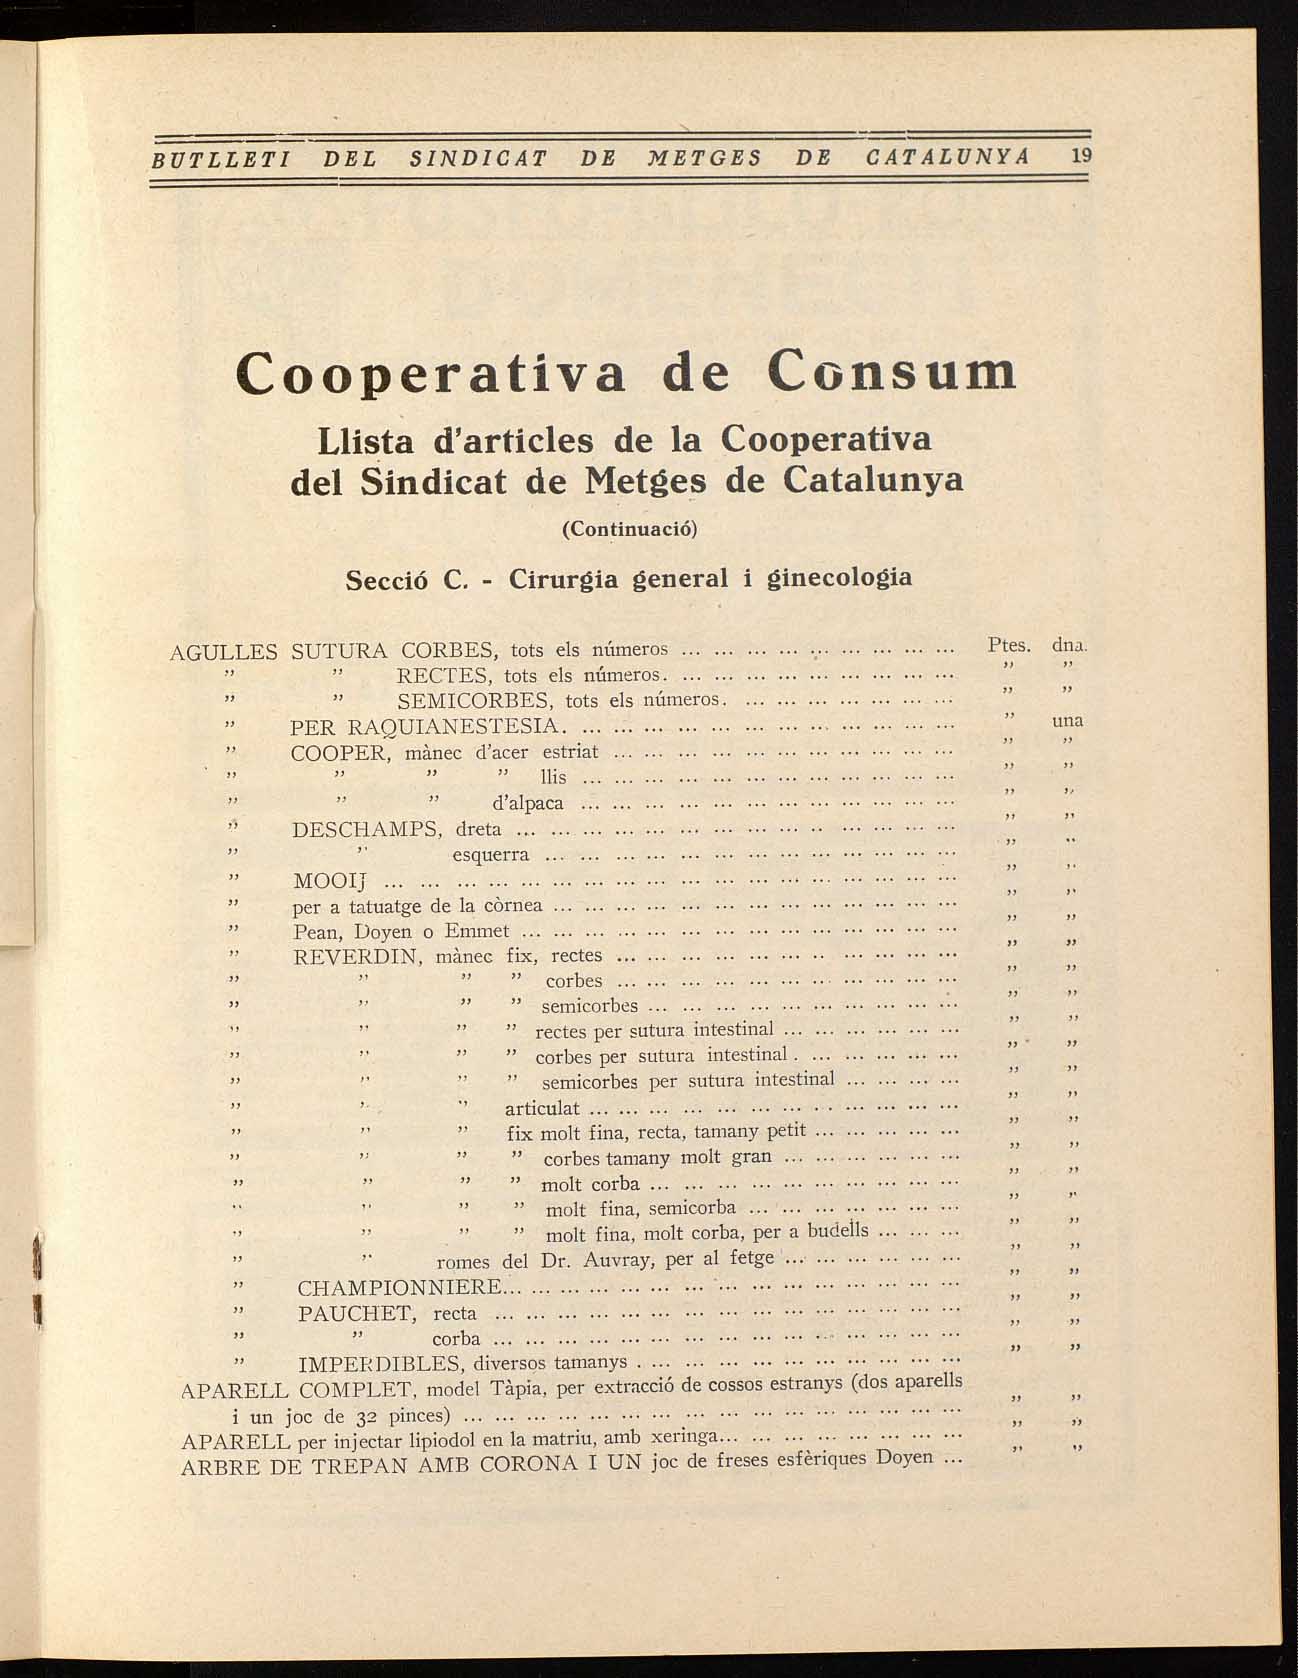 BUTLLETI DEL SINDICAT DE METGES DE CATALUNYA 19
Cooperativa de Consum
Llista d'articles de la Cooperativa
del Sindicat de Metges de Catalunya
(Continuació)
Secció C. - Cirurgia general i ginecologia
AGULLES SUTURA CORBES, tots els números ... ... ... ... ... ... ... ... ... Ptes. dna.
" " RECTES, tots els números. ... ... ... ... ... ... ... ... ... " "
" " SEMICORBES, tots els números. ... ... ... ... ... ... ... " "
" PER RAQUIANESTESIA. ... ... ... ... ... ... ... ... ... ... ... ... " una
" COOPER, mànec d'acer estriat ... ... ... ... ... ... ... ... ... ... ... " "
" " " " llis ... ... ... ... ... ... ... ... ... ... ... ... " "
" " " d'alpaca ... ... ... ... ... ... ... ... ... ... ... ... " "
" DESCHAMPS, dreta ... ... ... ... ... ... ... ... ... ... ... ... ... ... " "
" " esquerra ... ... ... ... ... ... ... ... ... ... ... ... ... " "
" MOOIJ ... ... ... ... ... ... ... ... ... ... ... ... ... ... ... ... ... ... " "
" per a tatuatge de la còrnea ... ... ... ... ... ... ... ... ... ... ... ... ... " "
" Pean, Doyen o Emmet ... ... ... ... ... ... ... ... ... ... ... ... ... ... " "
" REVERDIN, mànec fix, rectes ... ... ... ... ... ... ... ... ... ... ... " "
" " " " corbes ... ... ... ... ... ... ... ... ... ... ... " "
" " " " semicorbes ... ... ... ... ... ... ... ... ... ... " "
" " " " rectes per sutura intestinal ... ... ... ... ... ... " "
" " " " corbes per sutura intestinal . ... ... ... ... ... " "
" " " " semicorbes per sutura intestinal ... ... ... ... " "
" " " articulat ... ... ... ... ... ... ... ... ... ... ... ... " "
" " " fix molt fina, recta, tamany petit ... ... ... ... ... " "
" " " " corbes tamany molt gran ... ... ... ... ... ... " "
" " " " molt corba ... ... ... ... ... ... ... ... ... ... " "
" " " " molt fina, semicorba ... ... ... ... ... ... ... " "
" " " " molt fina, molt corba, per a budells ... ... ... " "
" " romes del Dr. Auvray, per al fetge ... ... ... ... ... ... " "
" CHAMPIONNIERE... ... ... ... ... ... ... ... ... ... ... ... ... ... ... " "
" PAUCHET, recta ... ... ... ... ... ... ... ... ... ... ... ... ... ... ... " "
" " corba ... ... ... ... ... ... ... ... ... ... ... ... ... ... ... " "
" IMPERDIBLES, diversos tamanys . ... ... ... ... ... ... ... ... ... ... " "
APARELL COMPLET, model Tàpia, per extracció de cossos estranys (dos aparells
i un joc de 32 pinces) ... ... ... ... ... ... ... ... ... ... ... ... ... ... ... ... " "
APARELL per injectar lipiodol en la matriu, amb xeringa... ... ... ... ... ... ... ... " "
ARBRE DE TREPAN AMB CORONA I UN joc de freses esfèriques Doyen ... " "